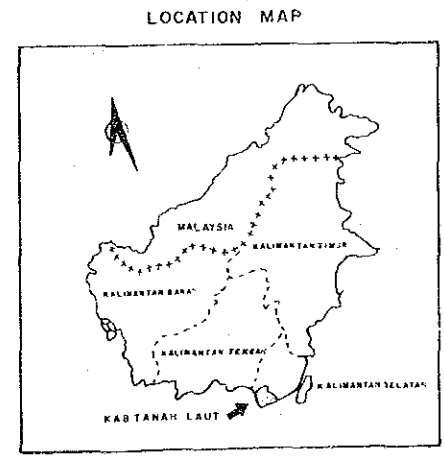 LOCATION MAP
MALAYSIA
KALIMANTAN TIMUR
KALIMANTAN BARAT
KALIMANTAN TENGAH
KALIMANTAN SELATAN
KAB TANAH LAUT